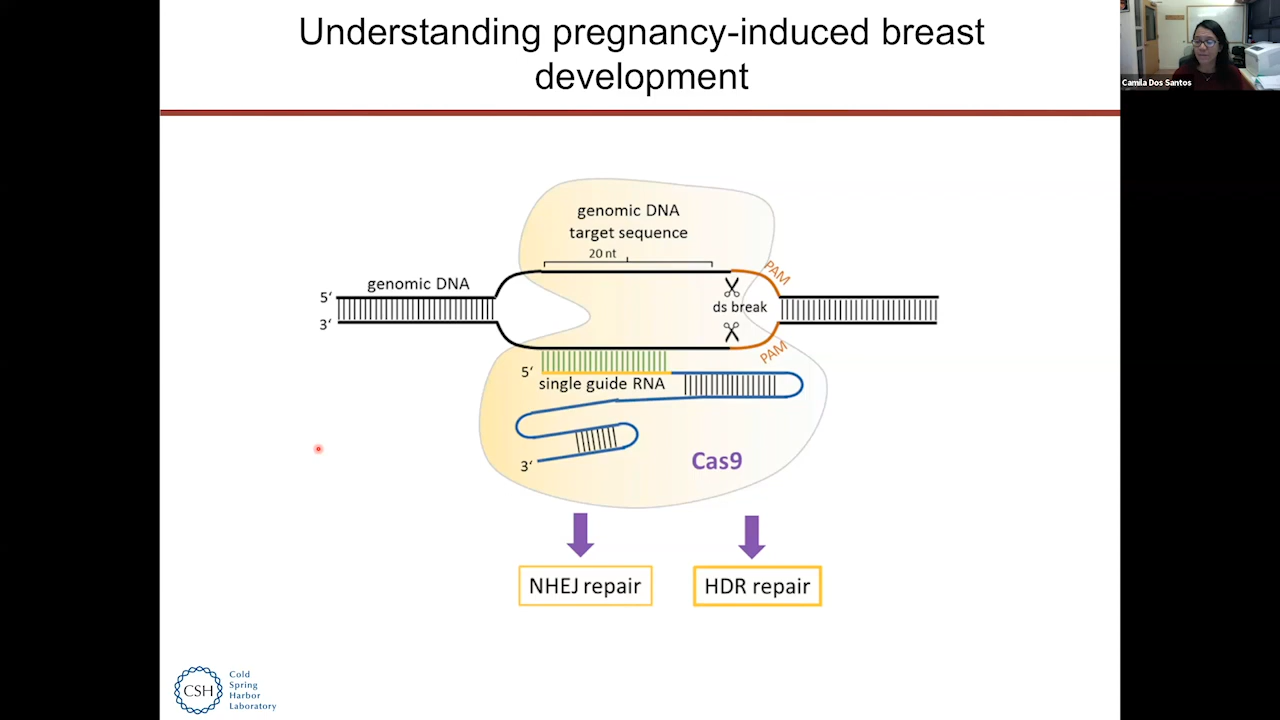 Understanding pregnancy-induced breast
development
Camila Dos Santos
genomic DNA
target sequence
20 nt
PAM
genomic DNA
5′
3′
ds break
PAM
5′
single guide RNA
3′
Cas9
NHEJ repair
HDR repair
CSH
Cold
Spring
Harbor
Laboratory